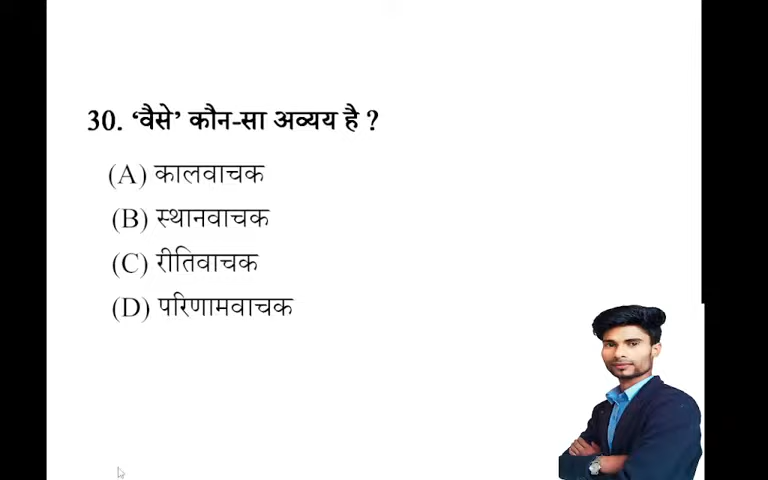 30. ‘वैसे’ कौन-सा अव्यय है ?
(A) कालवाचक
(B) स्थानवाचक
(C) रीतिवाचक
(D) परिणामवाचक